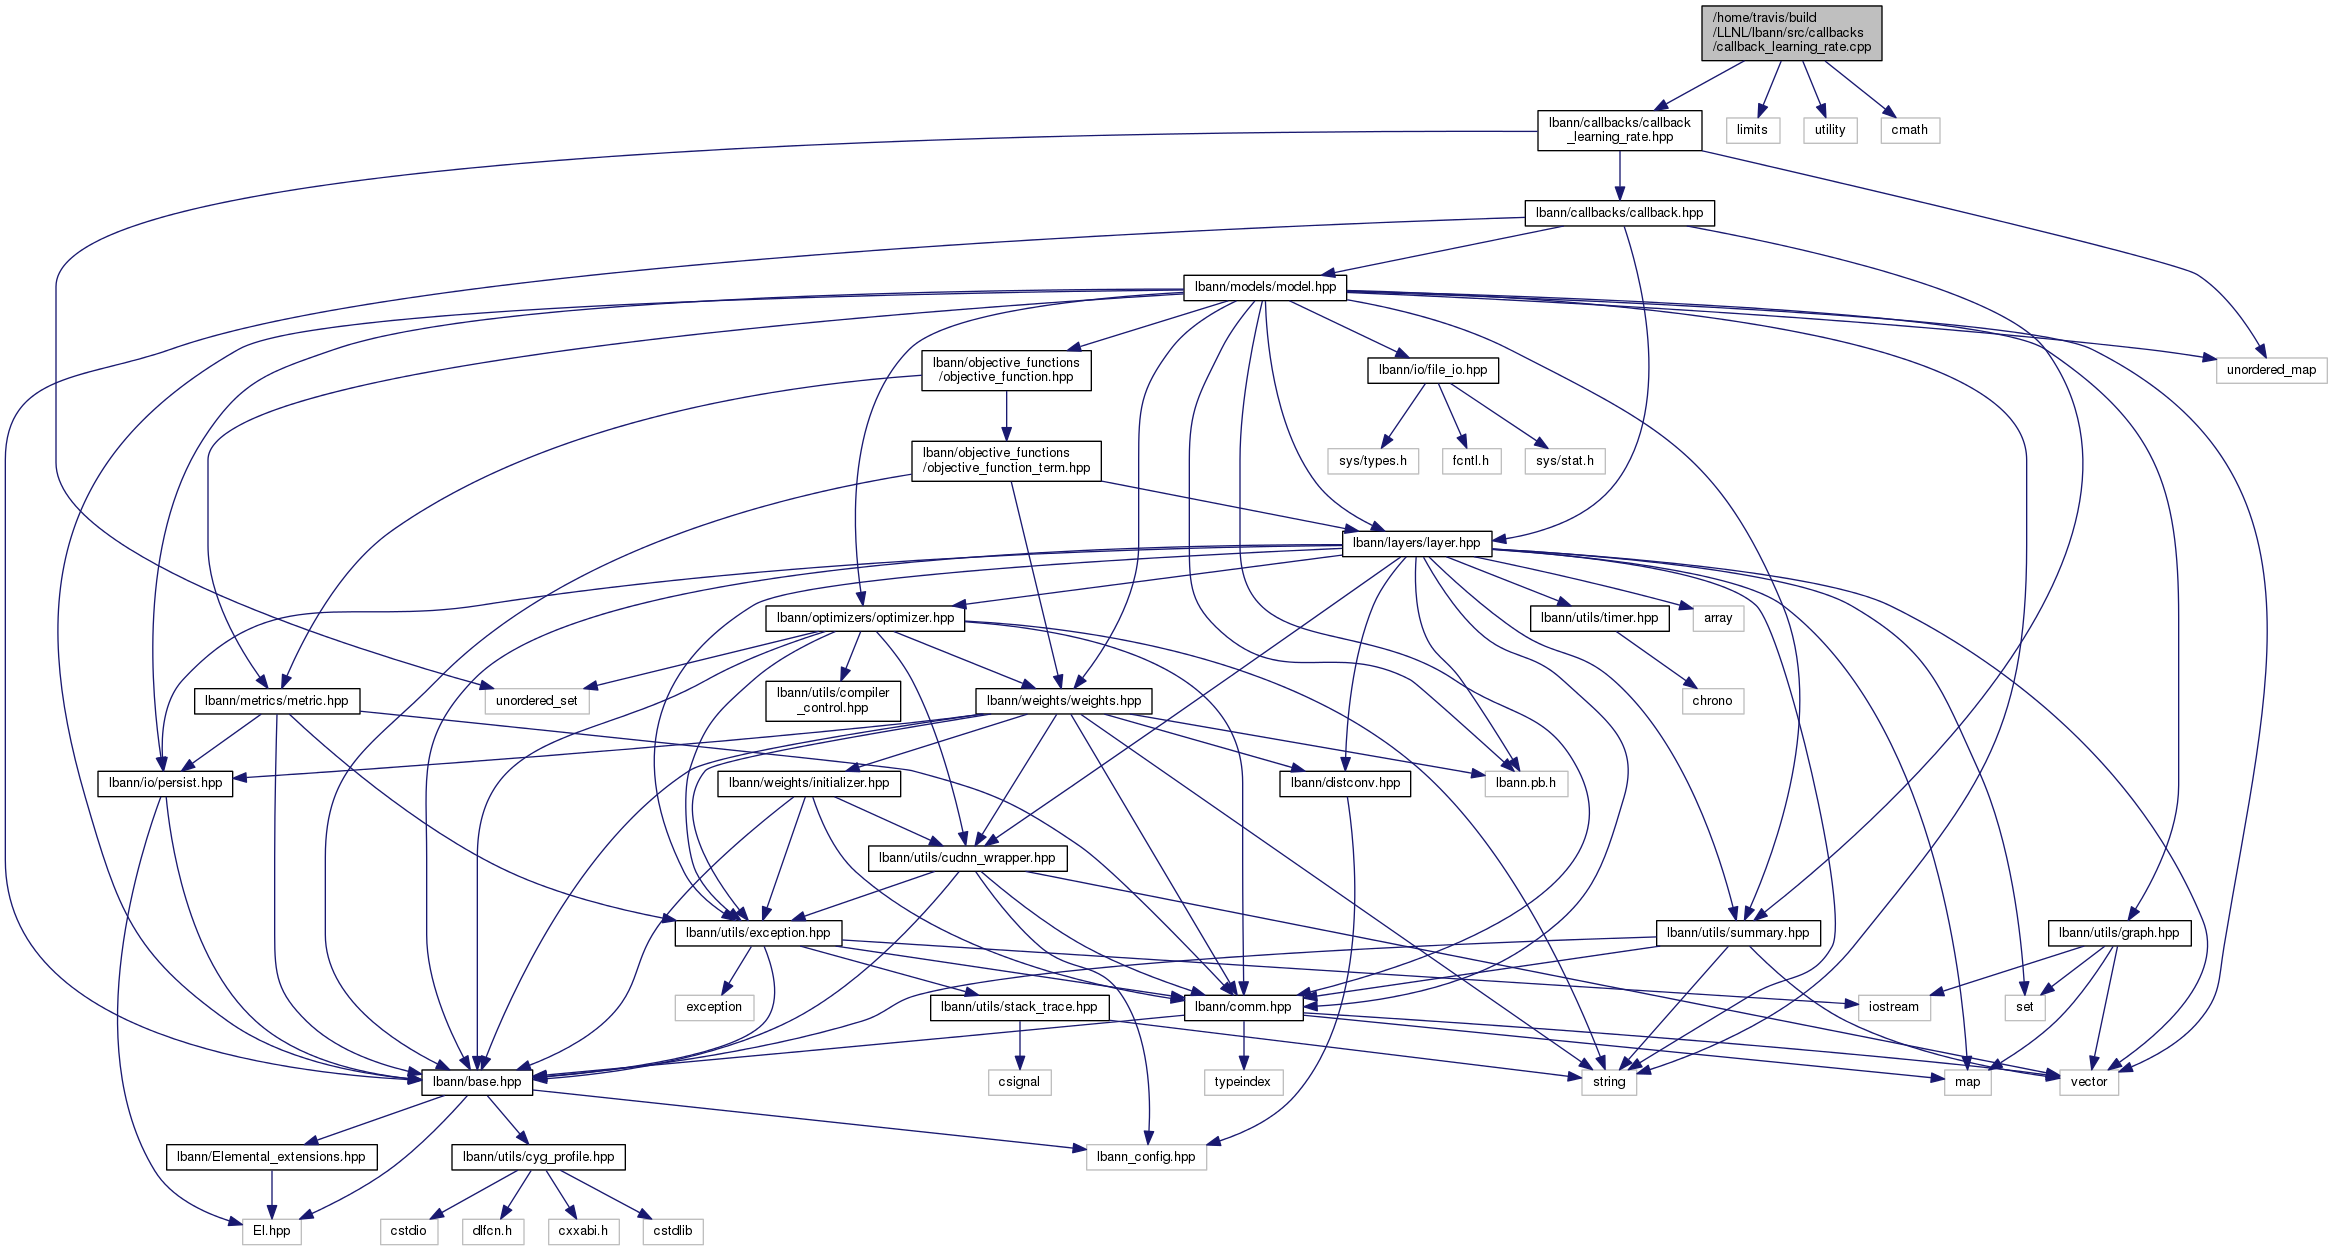 /home/travis/build
/LLNL/lbann/src/callbacks
/callback_learning_rate.cpp
lbann/callbacks/callback
_learning_rate.hpp
limits
utility
cmath
lbann/callbacks/callback.hpp
lbann/models/model.hpp
lbann/objective_functions
/objective_function.hpp
lbann/io/file_io.hpp
unordered_map
lbann/objective_functions
/objective_function_term.hpp
sys/types.h
fcntl.h
sys/stat.h
lbann/layers/layer.hpp
lbann/optimizers/optimizer.hpp
lbann/utils/timer.hpp
array
lbann/metrics/metric.hpp
unordered_set
lbann/utils/compiler
_control.hpp
lbann/weights/weights.hpp
chrono
lbann/io/persist.hpp
lbann/weights/initializer.hpp
lbann/distconv.hpp
lbann.pb.h
lbann/utils/cudnn_wrapper.hpp
lbann/utils/exception.hpp
lbann/utils/summary.hpp
lbann/utils/graph.hpp
exception
lbann/utils/stack_trace.hpp
lbann/comm.hpp
iostream
set
lbann/base.hpp
csignal
typeindex
string
map
vector
lbann/Elemental_extensions.hpp
lbann/utils/cyg_profile.hpp
lbann_config.hpp
El.hpp
cstdio
dlfcn.h
cxxabi.h
cstdlib